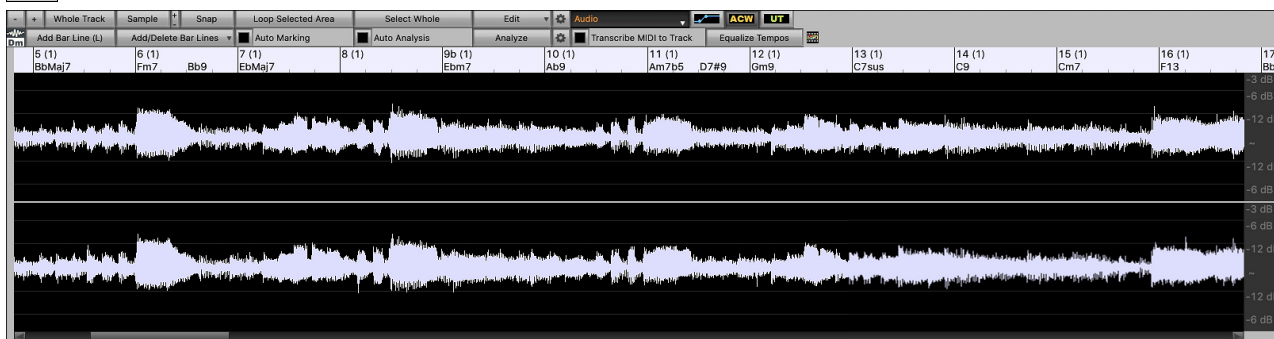 - + Whole Track Sample + - Snap Loop Selected Area Select Whole Edit Audio ACW UT
Dm Add Bar Line (L) Add/Delete Bar Lines Auto Marking Auto Analysis Analyze Transcribe MIDI to Track Equalize Tempos
5 (1) 6 (1) 7 (1) 8 (1) 9b (1) 10 (1) 11 (1) 12 (1) 13 (1) 14 (1) 15 (1) 16 (1) 17
BbMaj7 Fm7 Bb9 EbMaj7 Ebm7 Ab9 Am7b5 D7#9 Gm9 C7sus C9 Cm7 F13 Bb
-3 dB
-6 dB
-12 d
~
-12 d
-6 dB
-3 dB
-6 dB
-12 d
~
-12 d
-6 dB